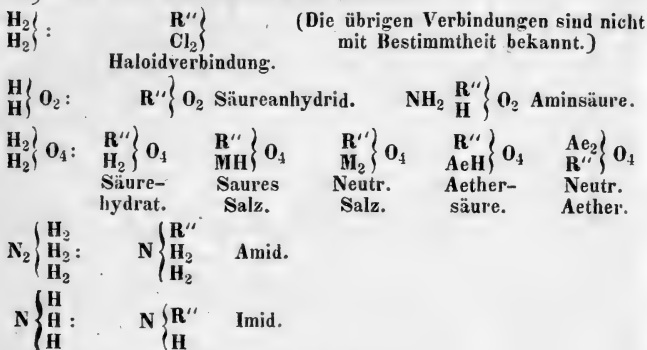 H₂ } : R'' } (Die übrigen Verbindungen sind nicht
H₂ } Cl₂ } mit Bestimmtheit bekannt.)
Haloidverbindung.
H } O₂ : R'' } O₂ Säureanhydrid. NH₂ R'' } O₂ Aminsäure.
H } H }
H₂ } O₄ : R'' } O₄ R'' } O₄ R'' } O₄ R'' } O₄ Ae₂ } O₄
H₂ } H₂ } MH } M₂ } AeH } R'' }
Säure- Saures Neutr. Aether- Neutr.
hydrat. Salz. Salz. säure. Aether.
N₂ { H₂ : N { R'' Amid.
{ H₂ { H₂
{ H₂ { H₂
N { H : N { R'' Imid.
{ H { H
{ H